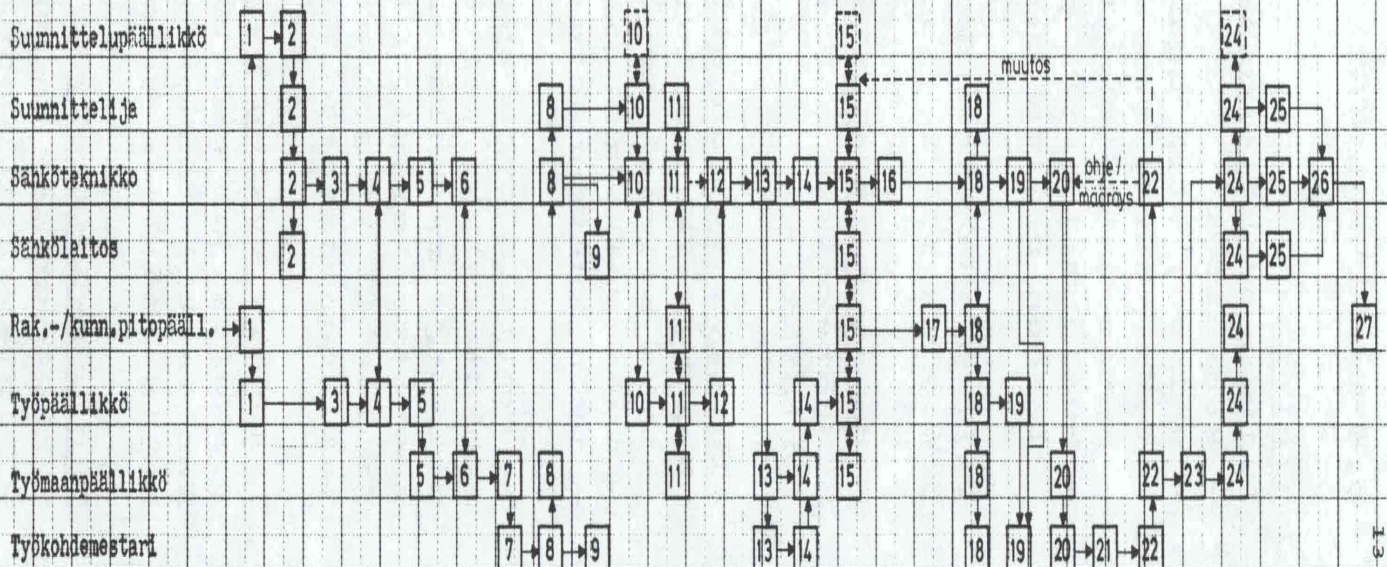 Suunnittelupäällikkö 1 2 10 15 24
muutos
Suunnittelija 2 8 10 11 15 18 24 25
Sähköteknikko 2 3 4 5 6 8 10 11 12 13 14 15 16 18 19 20 ohje/ määräys 22 24 25 26
Sähkölaitos 2 9 15 24 25
Rak.-/kunn.pitopääll. 1 11 15 17 18 24 27
Työpäällikkö 1 3 4 5 10 11 12 14 15 18 19 24
Työmaanpäällikkö 5 6 7 8 11 13 14 15 18 20 22 23 24
Työkohdemestari 7 8 9 13 14 18 19 20 21 22
13